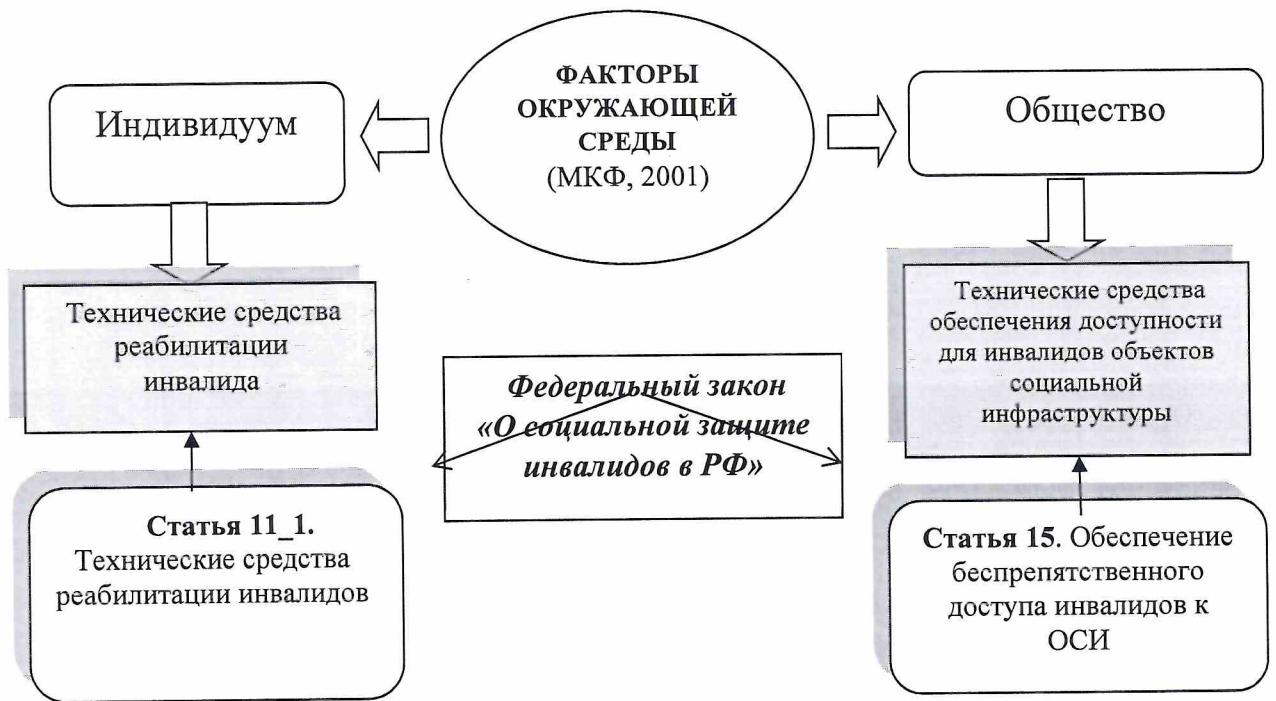 ФАКТОРЫ
ОКРУЖАЮЩЕЙ
СРЕДЫ
(МКФ, 2001)
Индивидуум
Общество
Технические средства
реабилитации
инвалида
Технические средства
обеспечения доступности
для инвалидов объектов
социальной
инфраструктуры
Федеральный закон
«О социальной защите
инвалидов в РФ»
Статья 11_1.
Технические средства
реабилитации инвалидов
Статья 15. Обеспечение
беспрепятственного
доступа инвалидов к
ОСИ